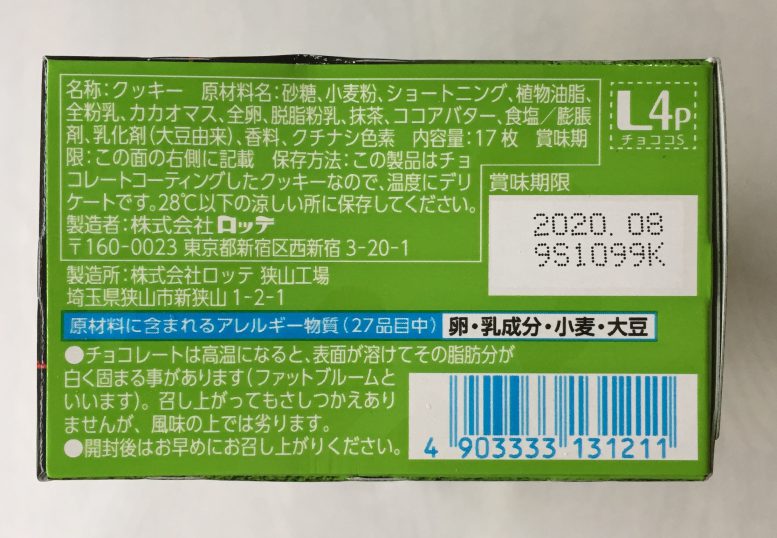 名称:クッキー 原材料名:砂糖、小麦粉、ショートニング、植物油脂、
全粉乳、カカオマス、全卵、脱脂粉乳、抹茶、ココアバター、食塩/膨脹
剤、乳化剤(大豆由来)、香料、クチナシ色素 内容量:17枚 賞味期
限:この面の右側に記載 保存方法:この製品はチョ
コレートコーティングしたクッキーなので、温度にデリ
ケートです。28℃以下の涼しい所に保存してください。
製造者:株式会社ロッテ
〒160-0023 東京都新宿区西新宿 3-20-1
L4P
チョココS
賞味期限
2020.08
9S1099K
製造所:株式会社ロッテ 狭山工場
埼玉県狭山市新狭山 1-2-1
原材料に含まれるアレルギー物質(27品目中) 卵・乳成分・小麦・大豆
●チョコレートは高温になると、表面が溶けてその脂肪分が
白く固まる事があります(ファットブルームと
いいます)。召し上がってもさしつかえあり
ませんが、風味の上では劣ります。
●開封後はお早めにお召し上がりください。
4 903333 131211